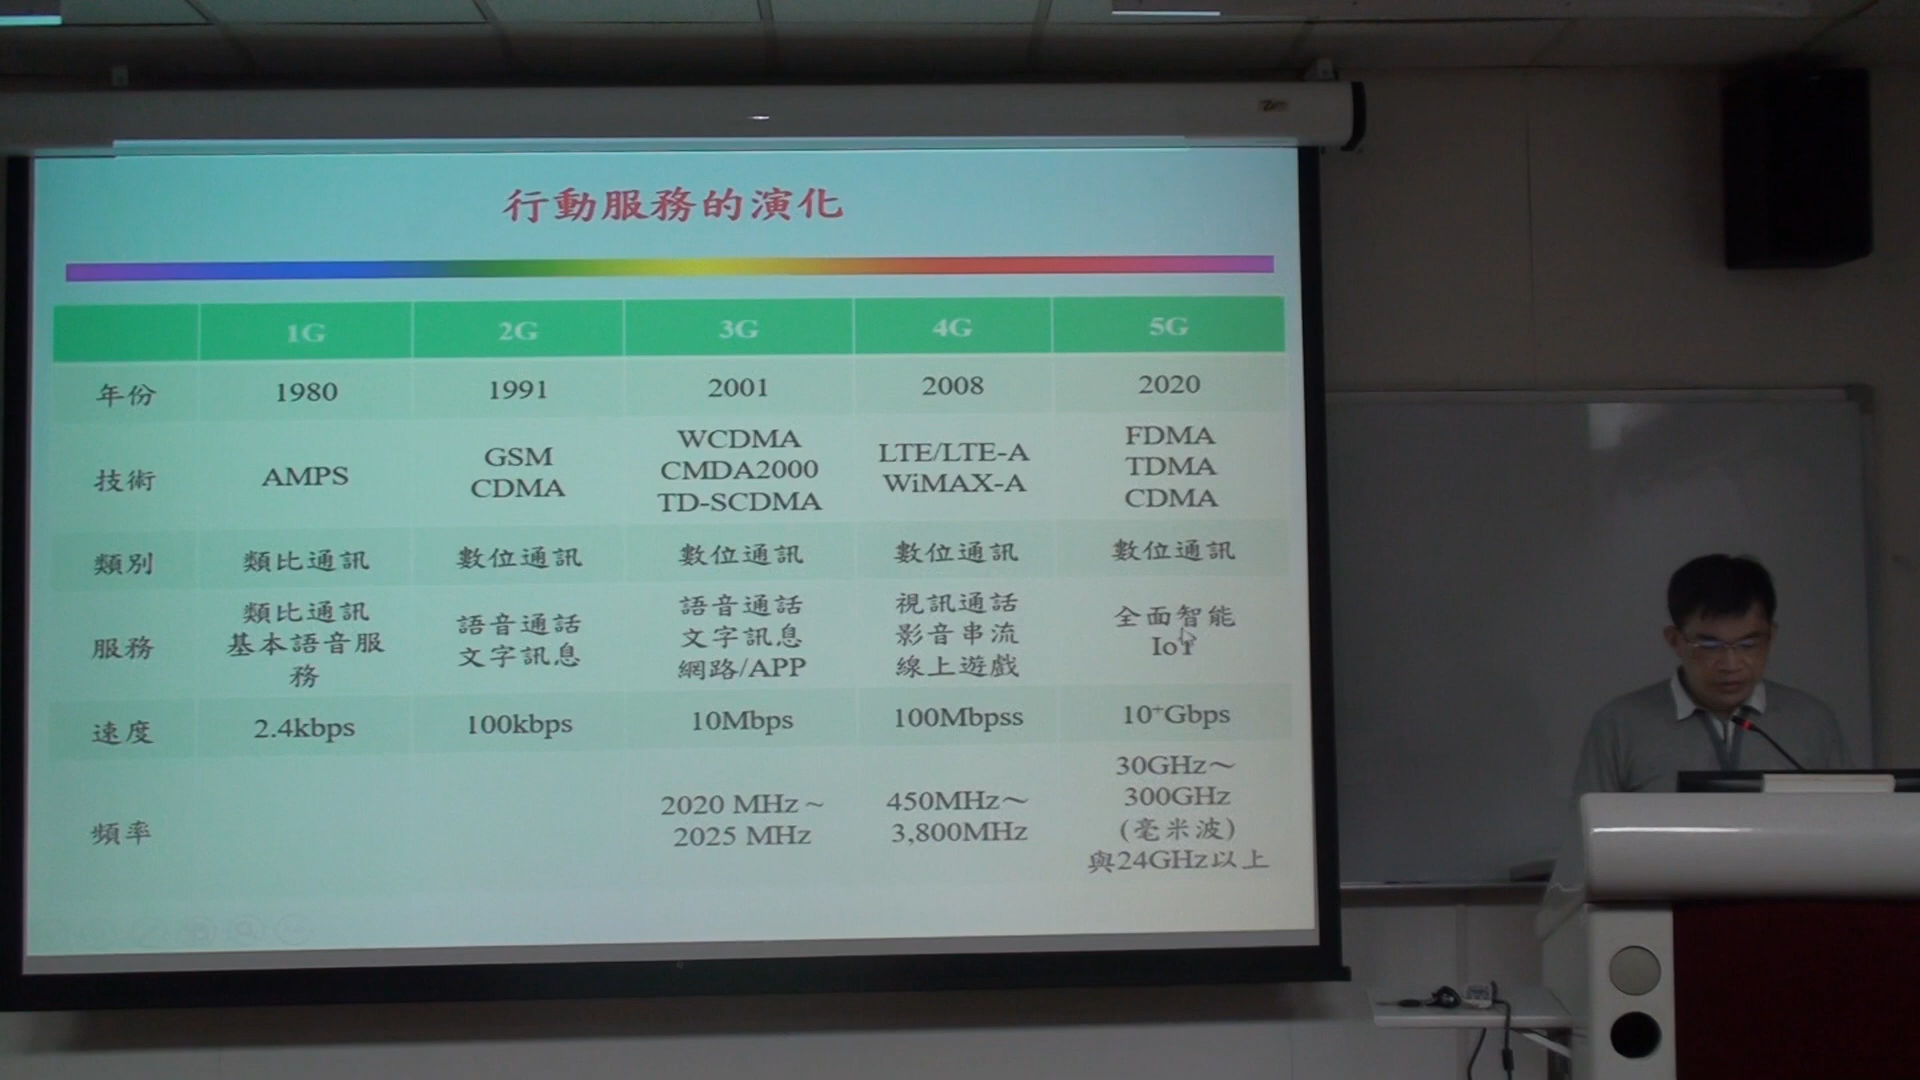 行動服務的演化
1G 2G 3G 4G 5G
年份 1980 1991 2001 2008 2020
技術 AMPS GSM CDMA WCDMA CMDA2000 TD-SCDMA LTE/LTE-A WiMAX-A FDMA TDMA CDMA
類別 類比通訊 數位通訊 數位通訊 數位通訊 數位通訊
服務 類比通訊 基本語音服務 語音通話 文字訊息 語音通話 文字訊息 網路/APP 視訊通話 影音串流 線上遊戲 全面智能 IoT
速度 2.4kbps 100kbps 10Mbps 100Mbpss 10⁺Gbps
頻率 2020 MHz ~ 2025 MHz 450MHz～ 3,800MHz 30GHz～ 300GHz (毫米波) 與24GHz以上